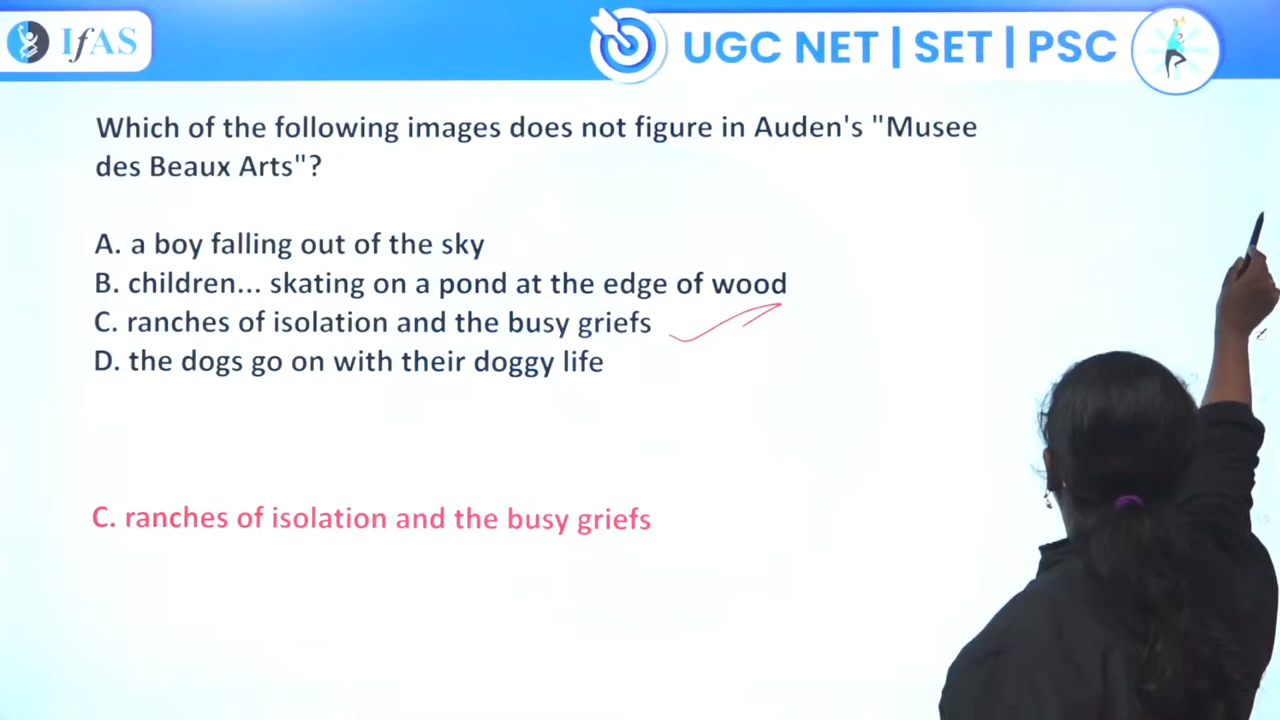 IfAS
UGC NET | SET | PSC
Which of the following images does not figure in Auden's "Musee
des Beaux Arts"?
A. a boy falling out of the sky
B. children... skating on a pond at the edge of wood
C. ranches of isolation and the busy griefs
D. the dogs go on with their doggy life
C. ranches of isolation and the busy griefs